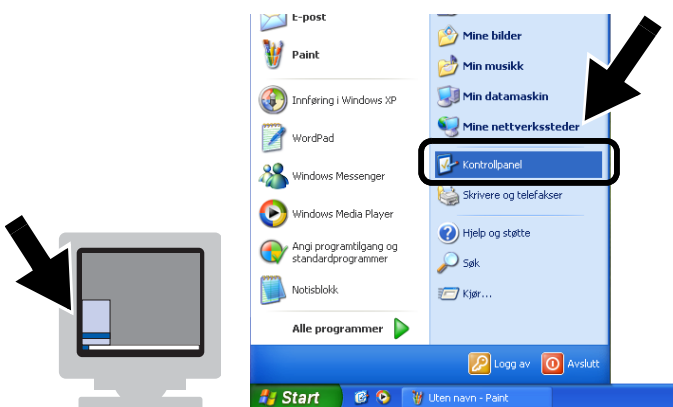 E-post
Paint
Innføring i Windows XP
WordPad
Windows Messenger
Windows Media Player
Angi programtilgang og
standardprogrammer
Notisblokk
Alle programmer
Mine bilder
Min musikk
Min datamaskin
Mine nettverkssteder
Kontrollpanel
Skrivere og telefakser
Hjelp og støtte
Søk
Kjør...
Logg av
Avslutt
Start
Uten navn - Paint